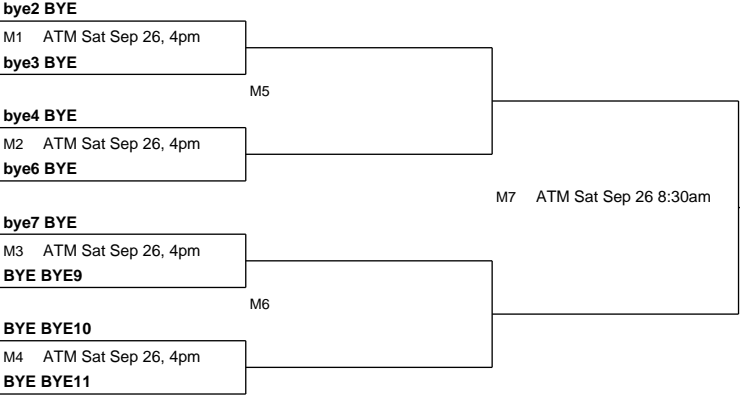 bye2 BYE
M1 ATM Sat Sep 26, 4pm
bye3 BYE
M5
bye4 BYE
M2 ATM Sat Sep 26, 4pm
bye6 BYE
M7 ATM Sat Sep 26 8:30am
bye7 BYE
M3 ATM Sat Sep 26, 4pm
BYE BYE9
M6
BYE BYE10
M4 ATM Sat Sep 26, 4pm
BYE BYE11